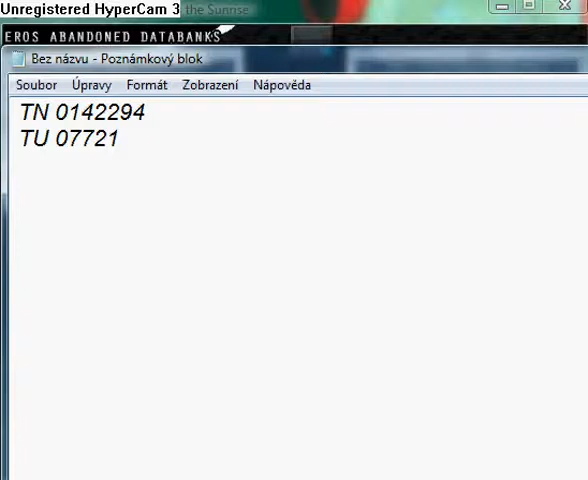 Unregistered HyperCam 3 the Sunrise
EROS ABANDONED DATABANKS
Bez názvu - Poznámkový blok
Soubor Úpravy Formát Zobrazení Nápověda
TN 0142294
TU 07721